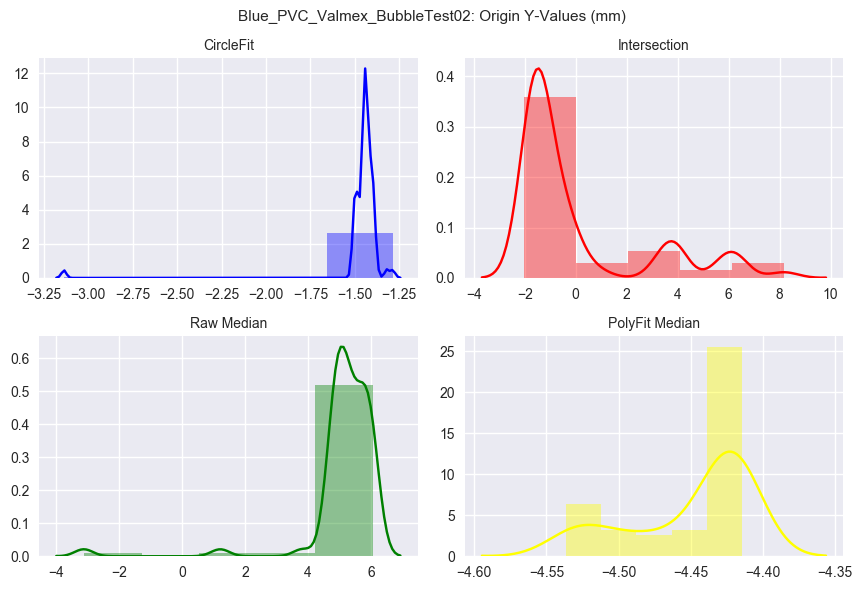 Blue_PVC_Valmex_BubbleTest02: Origin Y-Values (mm)
CircleFit
12
10
8
6
4
2
0
−3.25 −3.00 −2.75 −2.50 −2.25 −2.00 −1.75 −1.50 −1.25
Intersection
0.4
0.3
0.2
0.1
0.0
−4 −2 0 2 4 6 8 10
Raw Median
0.6
0.5
0.4
0.3
0.2
0.1
0.0
−4 −2 0 2 4 6
PolyFit Median
25
20
15
10
5
0
−4.60 −4.55 −4.50 −4.45 −4.40 −4.35